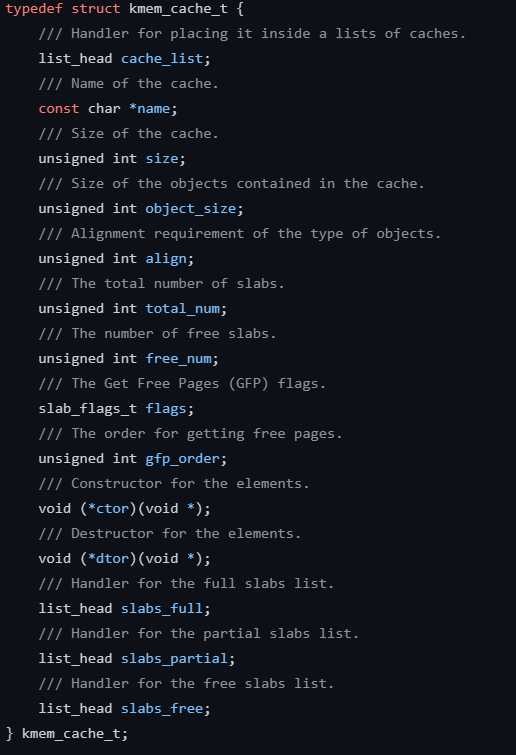 typedef struct kmem_cache_t {
    /// Handler for placing it inside a lists of caches.
    list_head cache_list;
    /// Name of the cache.
    const char *name;
    /// Size of the cache.
    unsigned int size;
    /// Size of the objects contained in the cache.
    unsigned int object_size;
    /// Alignment requirement of the type of objects.
    unsigned int align;
    /// The total number of slabs.
    unsigned int total_num;
    /// The number of free slabs.
    unsigned int free_num;
    /// The Get Free Pages (GFP) flags.
    slab_flags_t flags;
    /// The order for getting free pages.
    unsigned int gfp_order;
    /// Constructor for the elements.
    void (*ctor)(void *);
    /// Destructor for the elements.
    void (*dtor)(void *);
    /// Handler for the full slabs list.
    list_head slabs_full;
    /// Handler for the partial slabs list.
    list_head slabs_partial;
    /// Handler for the free slabs list.
    list_head slabs_free;
} kmem_cache_t;